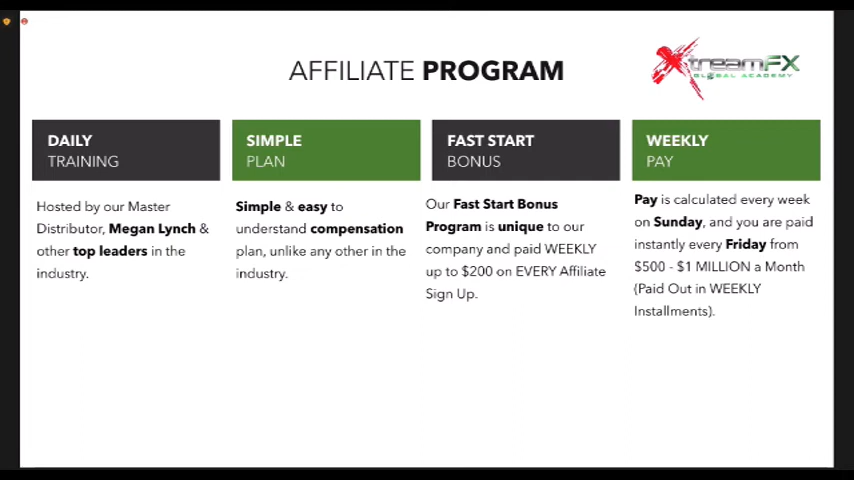 AFFILIATE PROGRAM
XtreamFX
GLOBAL ACADEMY
DAILY
TRAINING
Hosted by our Master
Distributor, Megan Lynch &
other top leaders in the
industry.
SIMPLE
PLAN
Simple & easy to
understand compensation
plan, unlike any other in the
industry.
FAST START
BONUS
Our Fast Start Bonus
Program is unique to our
company and paid WEEKLY
up to $200 on EVERY Affiliate
Sign Up.
WEEKLY
PAY
Pay is calculated every week
on Sunday, and you are paid
instantly every Friday from
$500 - $1 MILLION a Month
(Paid Out in WEEKLY
Installments).